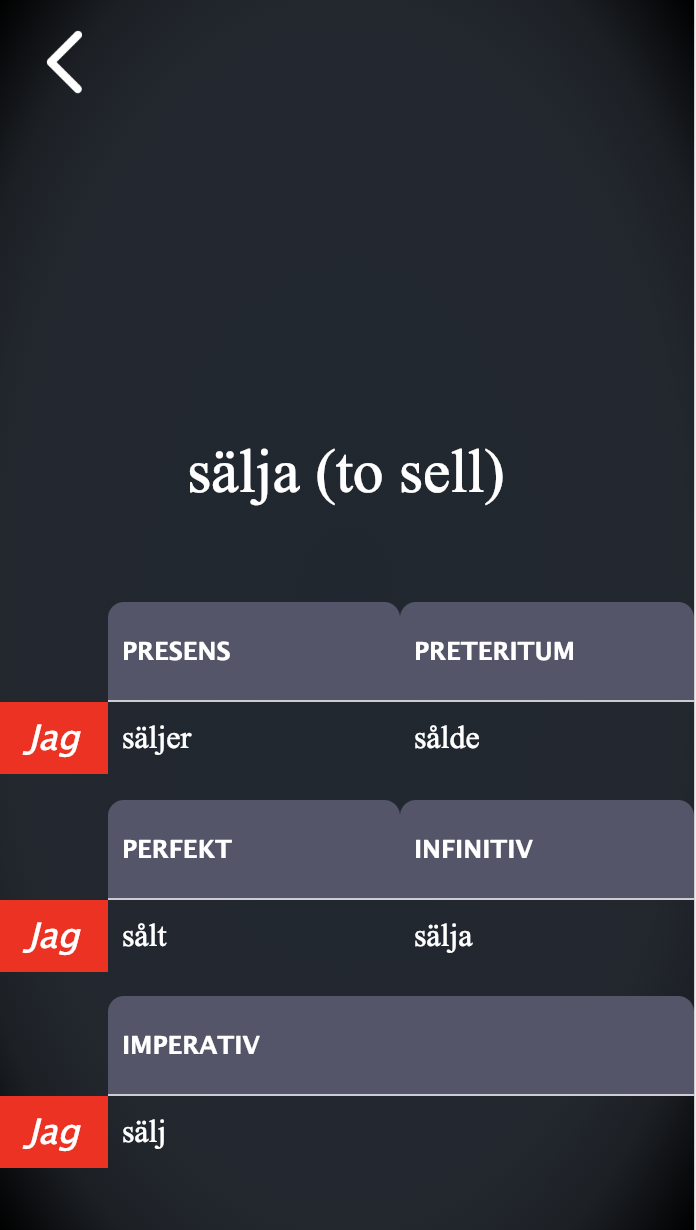 sälja (to sell)
PRESENS PRETERITUM
Jag säljer sålde
PERFEKT INFINITIV
Jag sålt sälja
IMPERATIV
Jag sälj